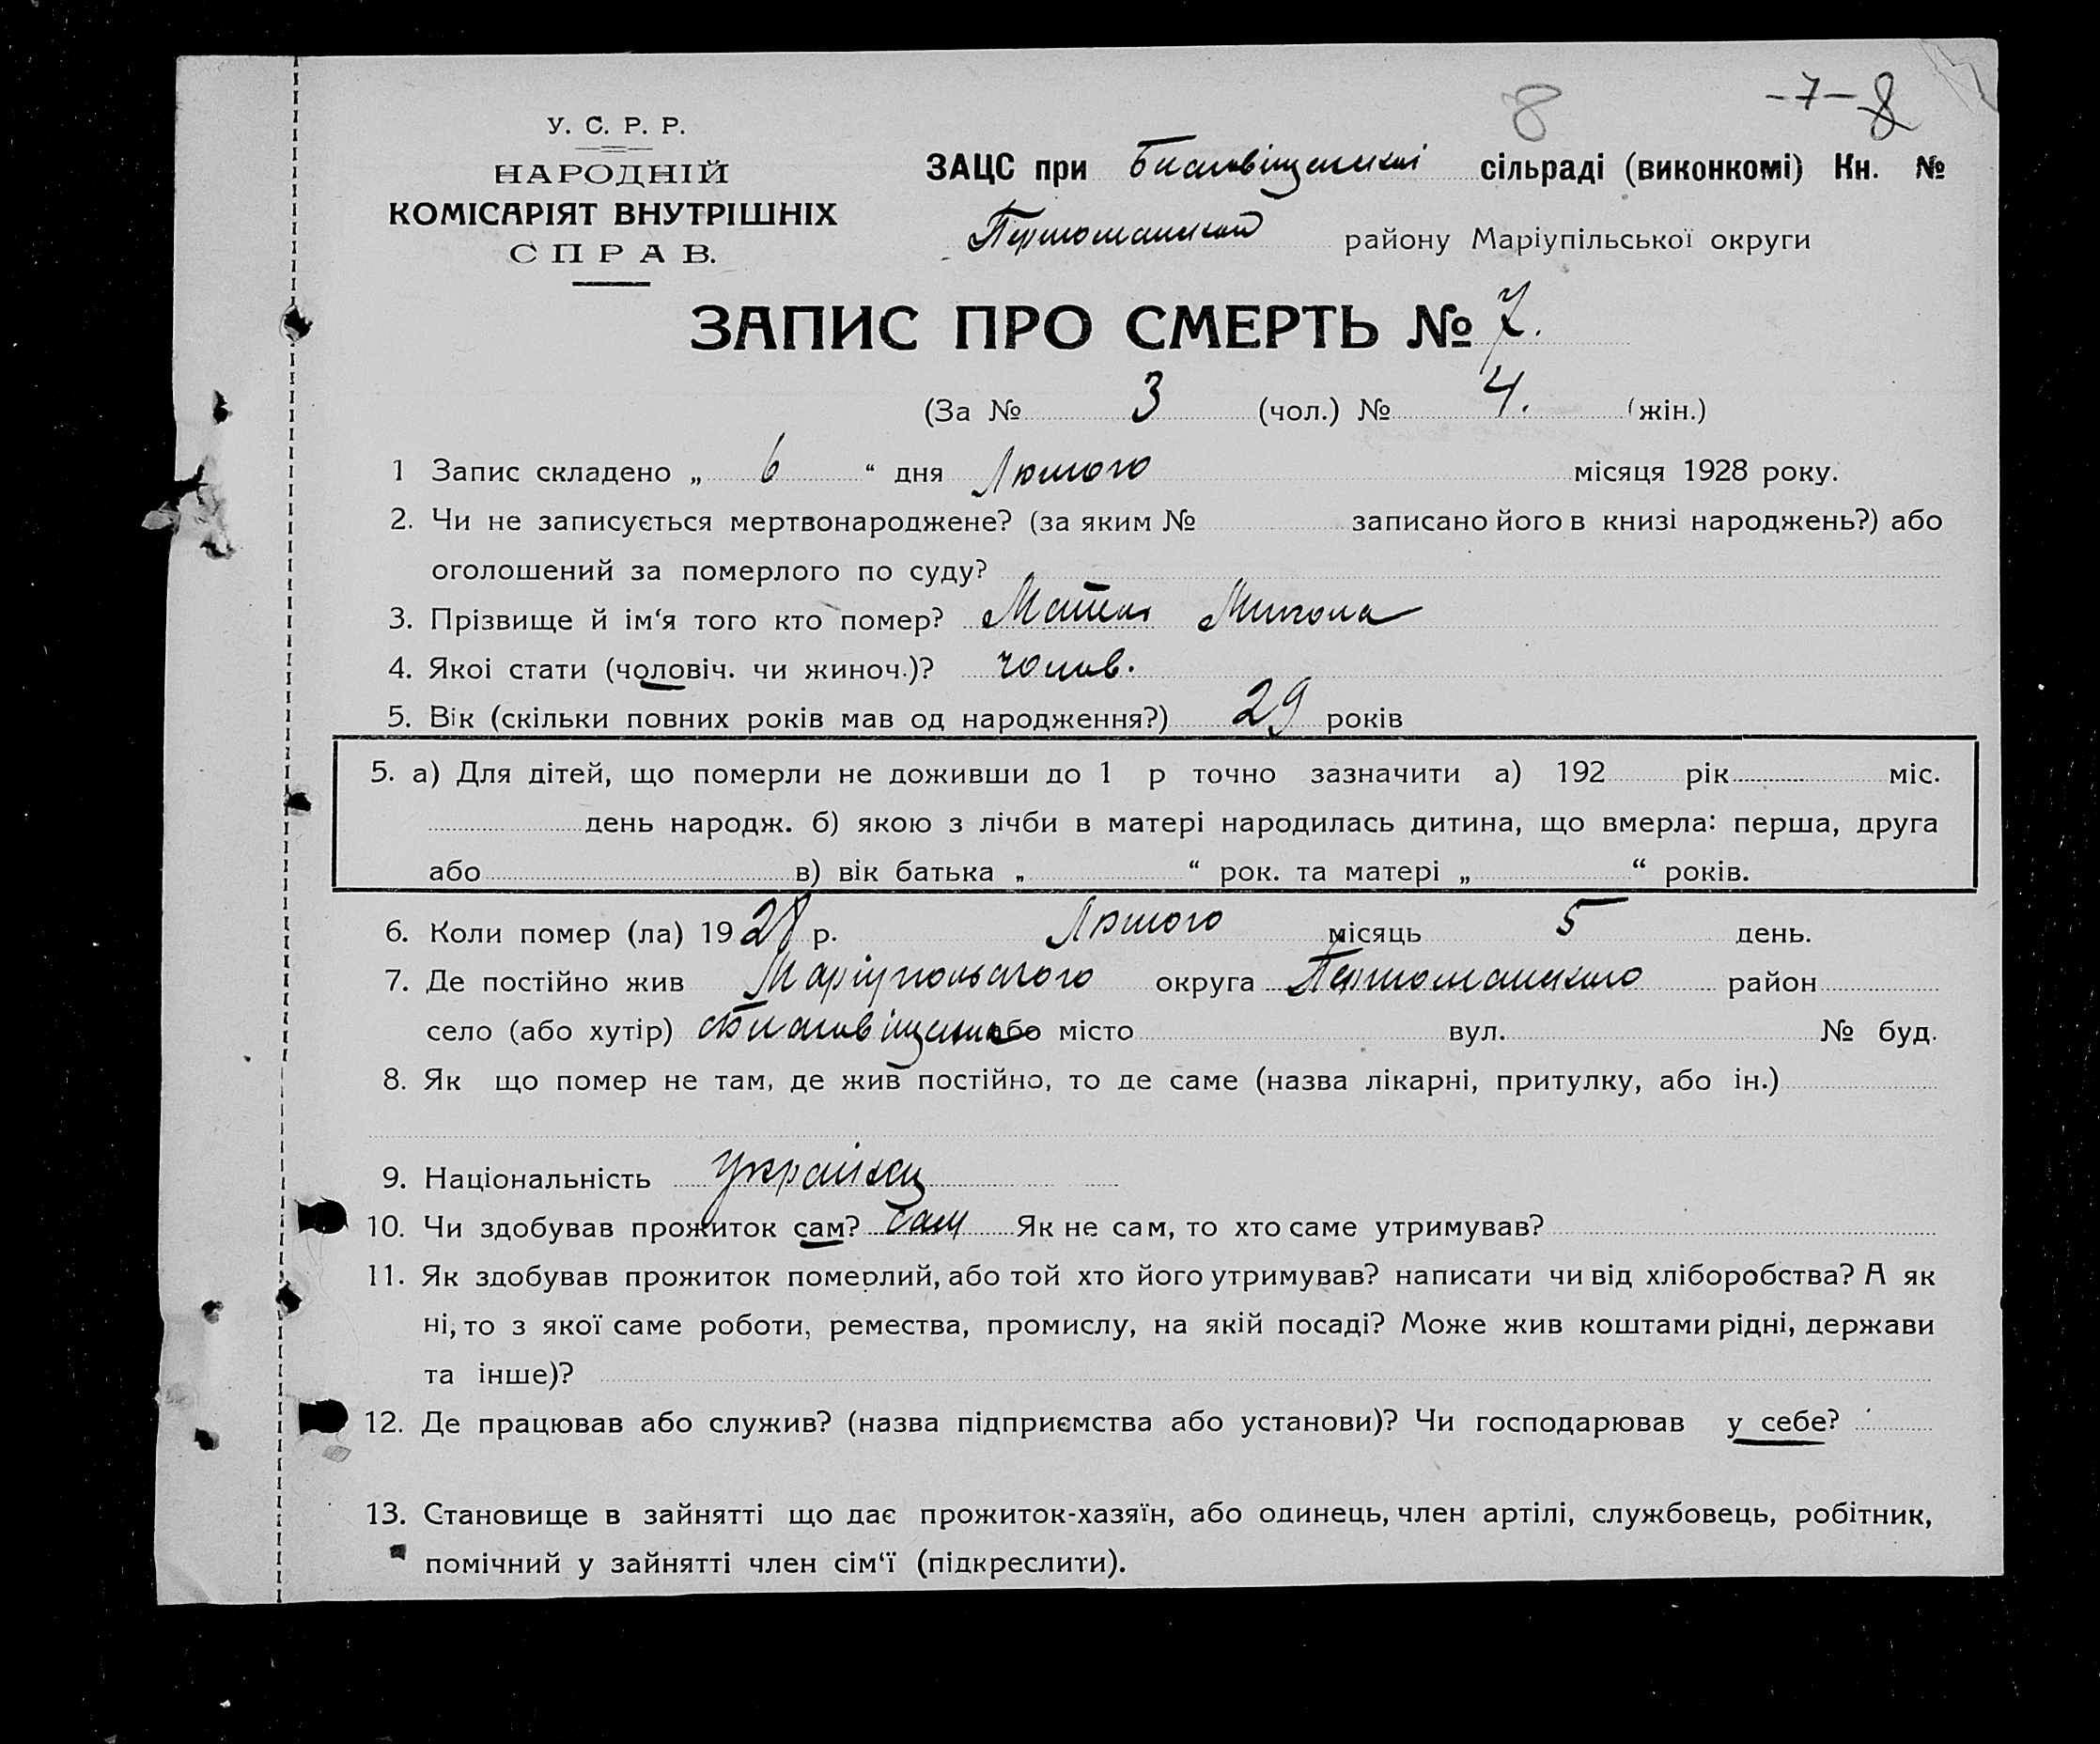 8 -7- 8
У. С. Р. Р.
НАРОДНІЙ
КОМІСАРІЯТ ВНУТРІШНІХ
СПРАВ.
ЗАЦС при сільраді (виконкомі) Кн. №
району Маріупільської округи
ЗАПИС ПРО СМЕРТЬ № 7.
(За № 3 (чол.) № 4. (жін.)
1 Запис складено „ 6 “ дня Лютого місяця 1928 року.
2. Чи не записується мертвонароджене? (за яким № записано його в книзі народжень?) або
оголошений за померлого по суду?
3. Прізвище й ім‘я того кто помер? Микола
4. Якоі стати (чоловіч. чи жиноч.)? чолов.
5. Вік (скільки повних років мав од народження?) 29 років
5. а) Для дітей, що померли не доживши до 1 р точно зазначити а) 192 рік міс.
день народж. б) якою з лічби в матері народилась дитина, що вмерла: перша, друга
або в) вік батька „ “ рок. та матері „ “ років.
6. Коли помер (ла) 1928 р. Лютого місяць 5 день.
7. Де постійно жив Маріупольского округа район
село (або хутір) або місто вул. № буд.
8. Як що помер не там, де жив постійно, то де саме (назва лікарні, притулку, або ін.)
9. Національність українец
10. Чи здобував прожиток сам? сам Як не сам, то хто саме утримував?
11. Як здобував прожиток померлий, або той хто його утримував? написати чи від хліборобства? А як
ні, то з якої саме роботи, ремества, промислу, на якій посаді? Може жив коштами рідні, держави
та інше)?
12. Де працював або служив? (назва підприємства або установи)? Чи господарював у себе?
13. Становище в зайнятті що дає прожиток-хазяїн, або одинець, член артілі, службовець, робітник,
помічний у зайнятті член сім‘ї (підкреслити).